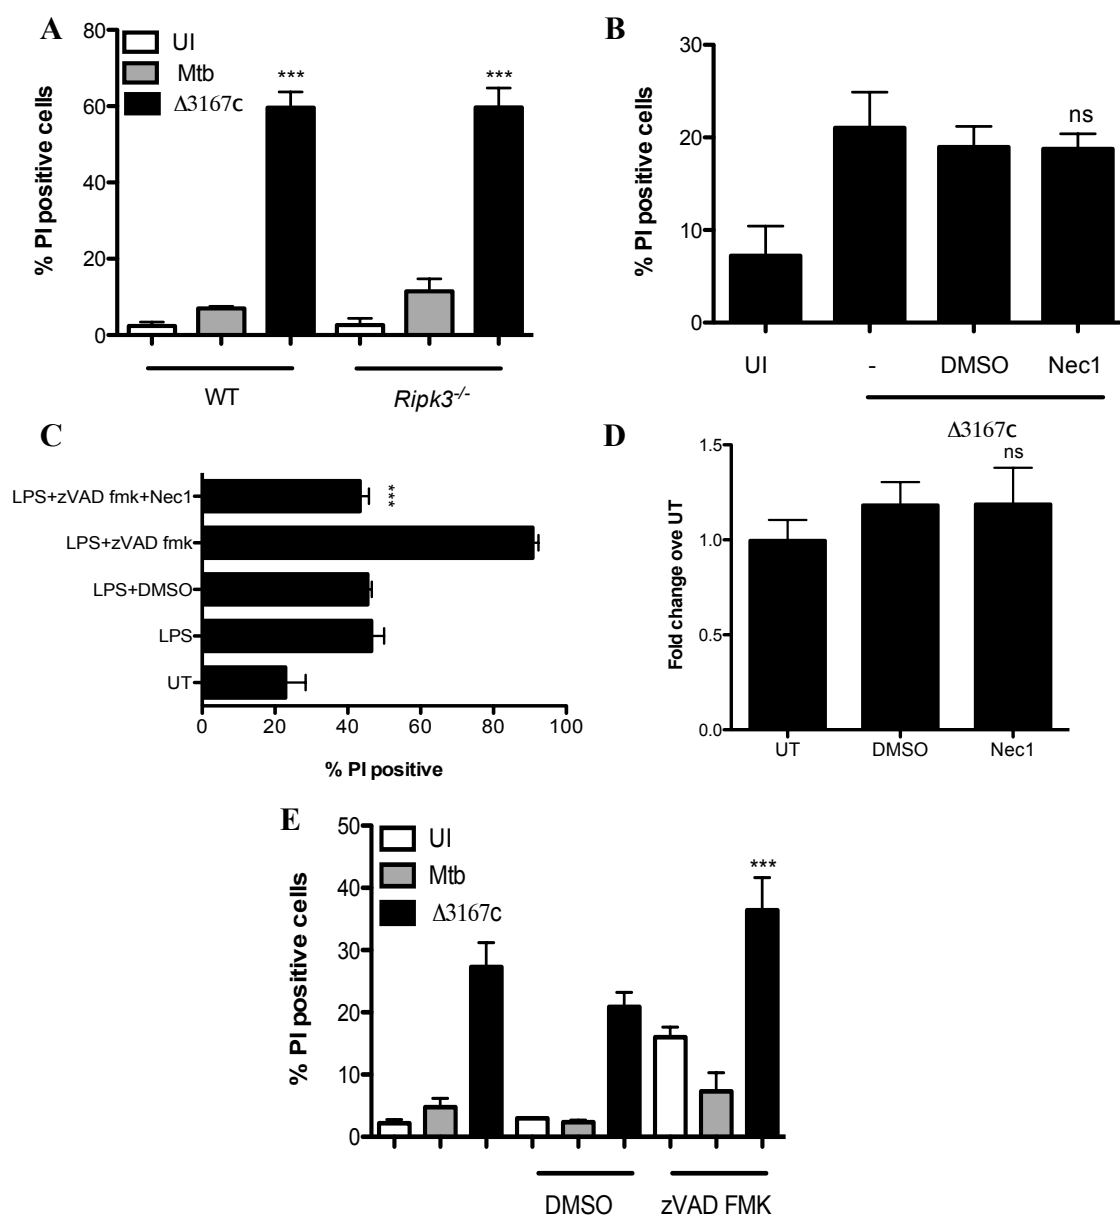 A
80
60
40
20
0
% PI positive cells
UI
Mtb
Δ3167c
***
***
WT
Ripk3-/-
B
30
20
10
0
% PI positive cells
ns
UI
-
DMSO
Nec1
Δ3167c
C
LPS+zVAD fmk+Nec1
LPS+zVAD fmk
LPS+DMSO
LPS
UT
***
0 20 40 60 80 100
% PI positive
D
1.5
1.0
0.5
0.0
Fold change ove UT
ns
UT
DMSO
Nec1
E
50
40
30
20
10
0
% PI positive cells
UI
Mtb
Δ3167c
***
DMSO
zVAD FMK